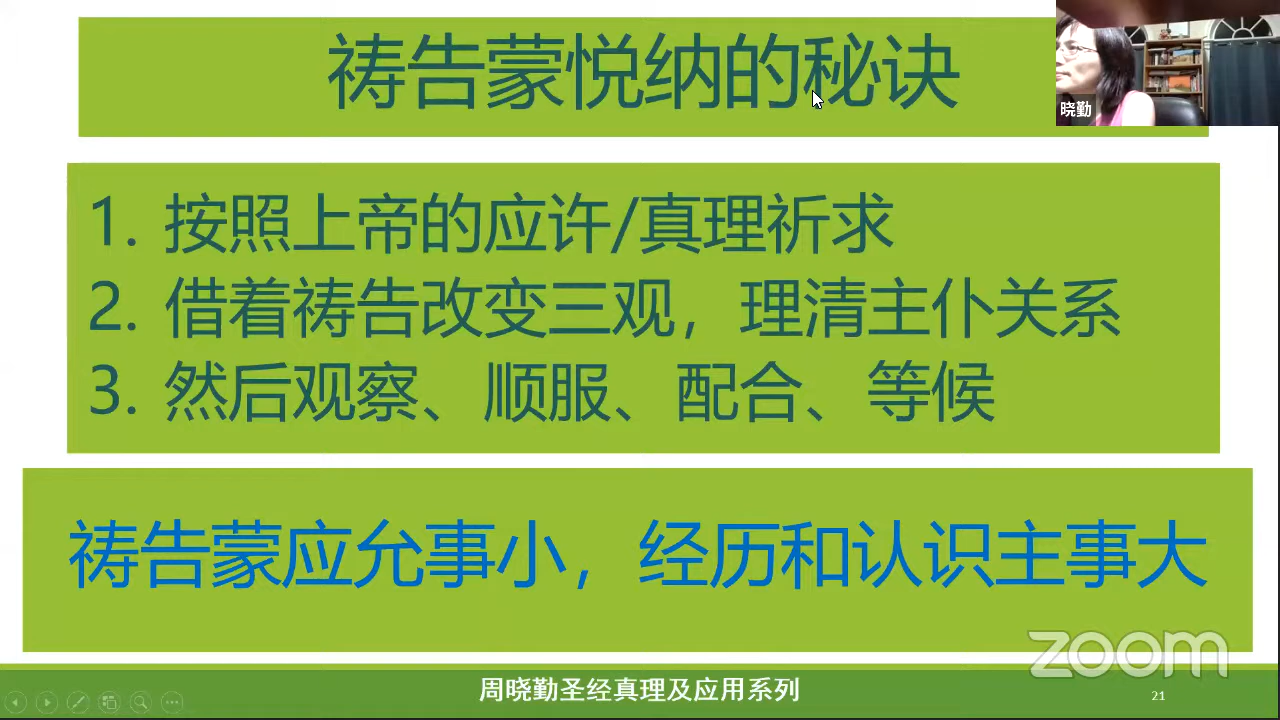 祷告蒙悦纳的秘诀
晓勤
1. 按照上帝的应许/真理祈求
2. 借着祷告改变三观，理清主仆关系
3. 然后观察、顺服、配合、等候
祷告蒙应允事小，经历和认识主事大
zoom
周晓勤圣经真理及应用系列
21